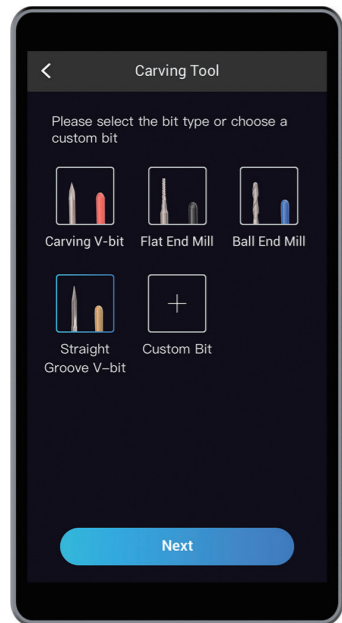 Carving Tool
Please select the bit type or choose a
custom bit
Carving V-bit Flat End Mill Ball End Mill
Straight
Groove V-bit
Custom Bit
Next